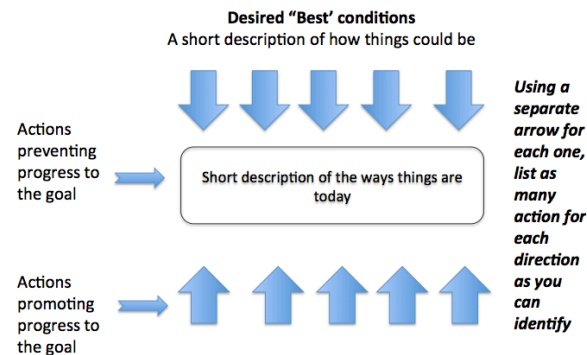 Desired “Best’ conditions
A short description of how things could be
Actions
preventing
progress to
the goal
Short description of the ways things are
today
Using a
separate
arrow for
each one,
list as
many
action for
each
direction
as you
can
identify
Actions
promoting
progress to
the goal